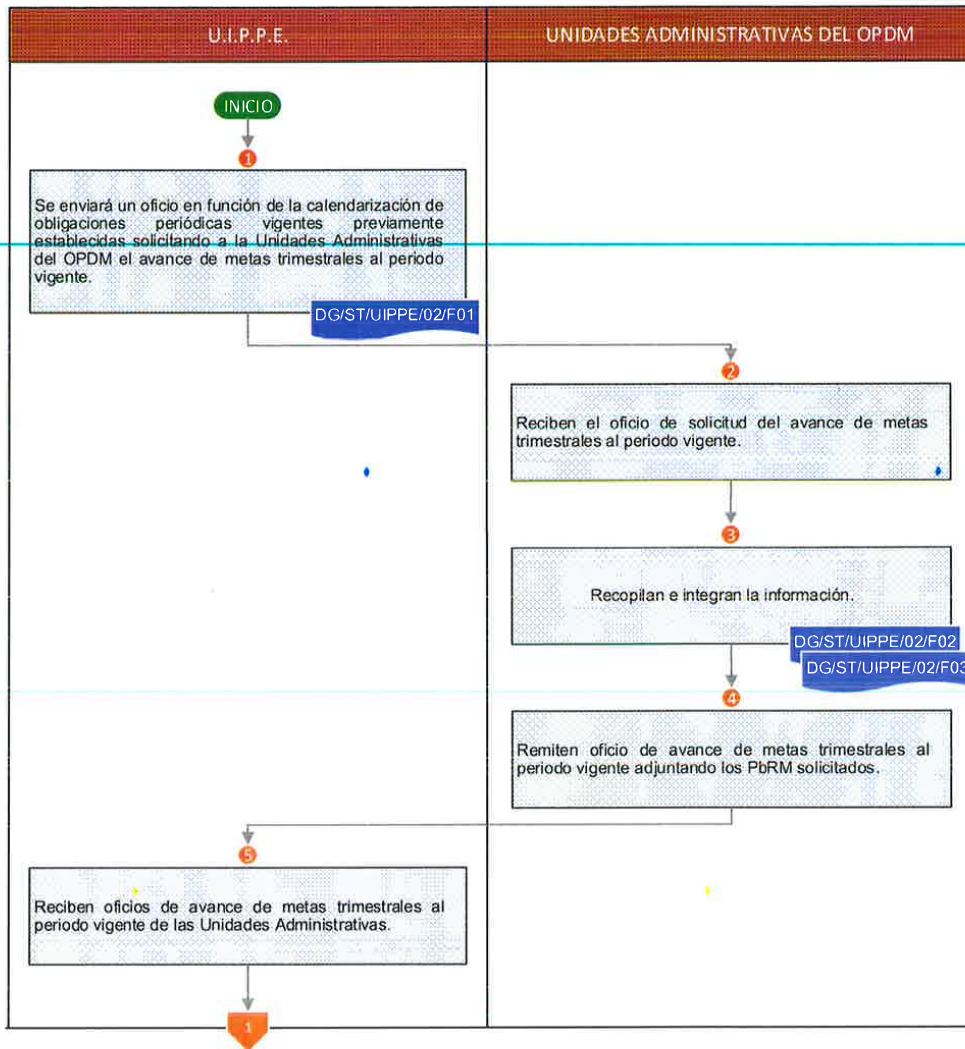 U.I.P.P.E.
UNIDADES ADMINISTRATIVAS DEL OPDM
INICIO
1
Se enviará un oficio en función de la calendarización de
obligaciones periódicas vigentes previamente
establecidas solicitando a la Unidades Administrativas
del OPDM el avance de metas trimestrales al periodo
vigente.
DG/ST/UIPPE/02/F01
2
Reciben el oficio de solicitud del avance de metas
trimestrales al periodo vigente.
3
Recopilan e integran la información.
DG/ST/UIPPE/02/F02
DG/ST/UIPPE/02/F03
4
Remiten oficio de avance de metas trimestrales al
periodo vigente adjuntando los PbRM solicitados.
5
Reciben oficios de avance de metas trimestrales al
periodo vigente de las Unidades Administrativas.
1